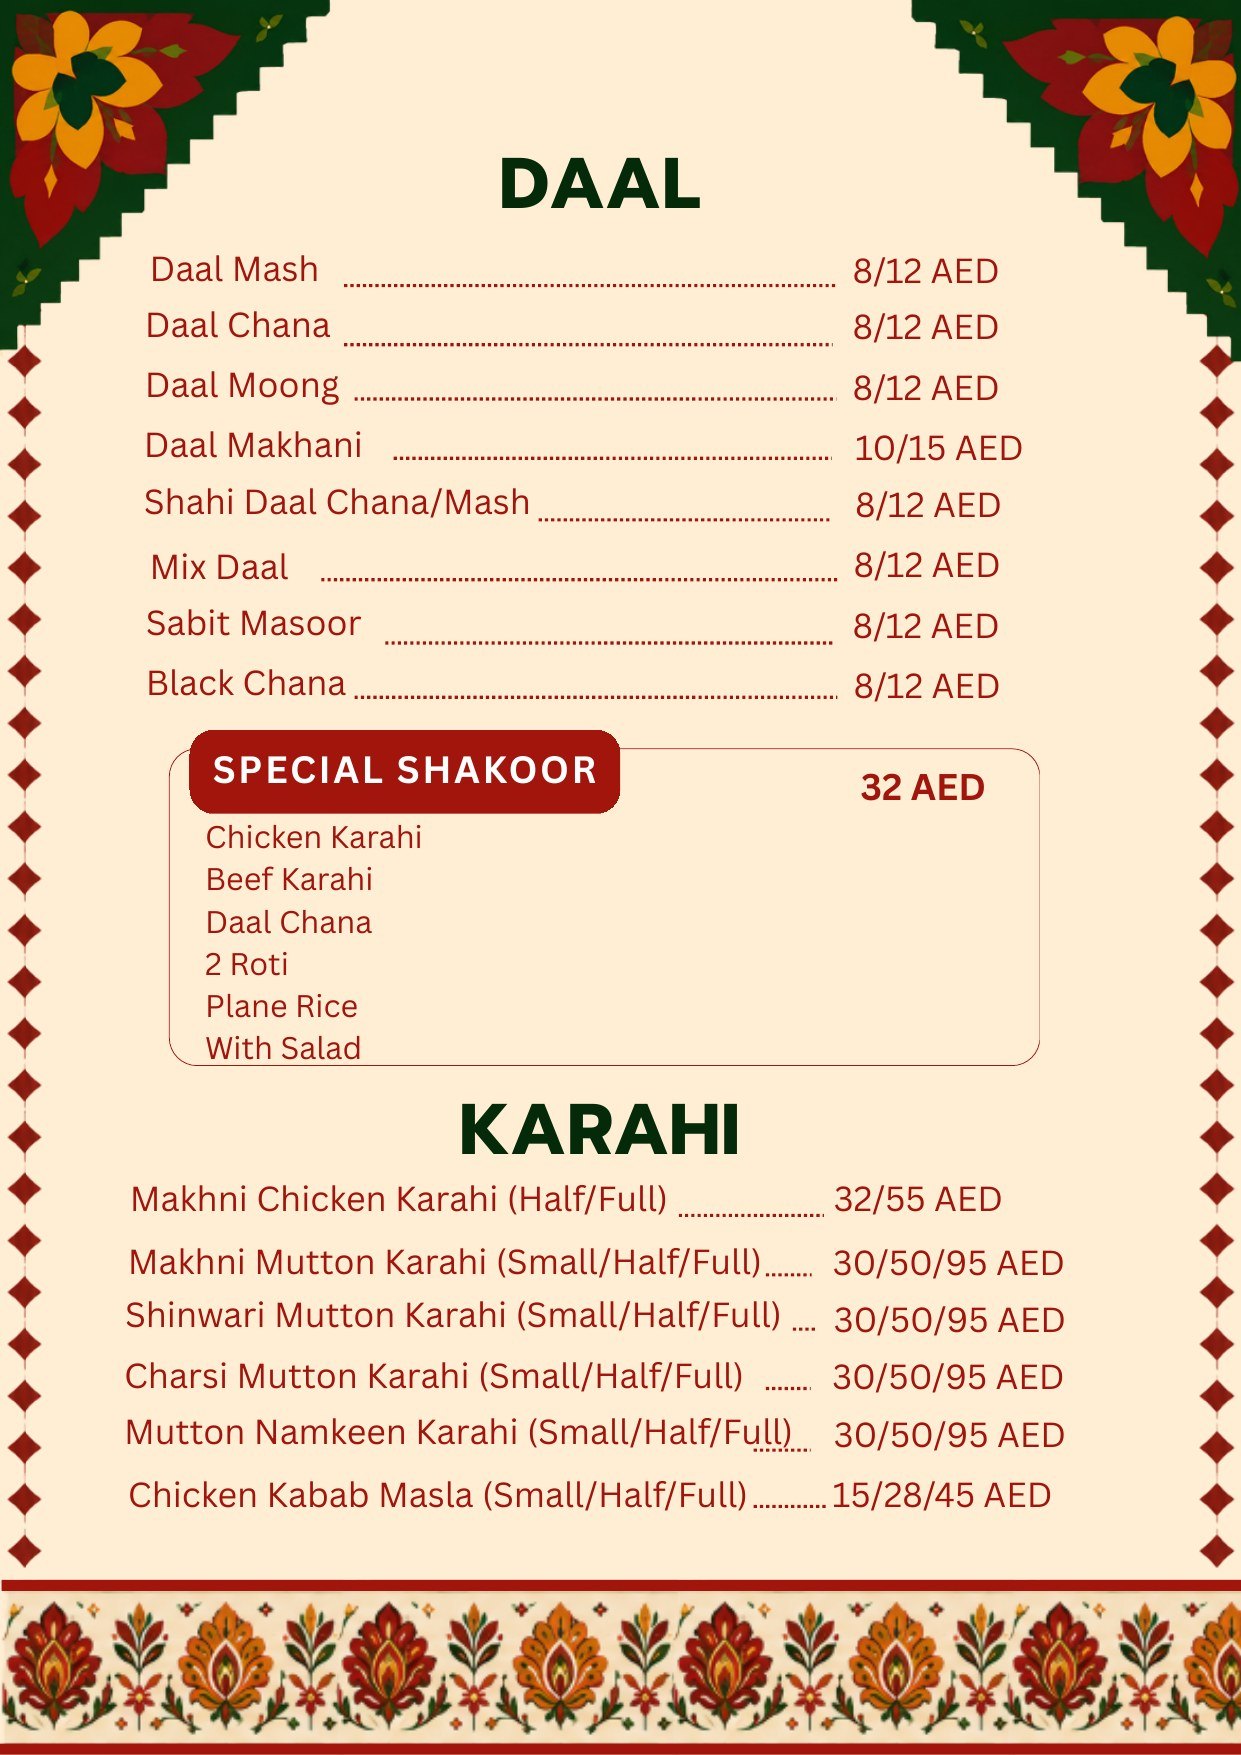 DAAL
Daal Mash 8/12 AED
Daal Chana 8/12 AED
Daal Moong 8/12 AED
Daal Makhani 10/15 AED
Shahi Daal Chana/Mash 8/12 AED
Mix Daal 8/12 AED
Sabit Masoor 8/12 AED
Black Chana 8/12 AED
SPECIAL SHAKOOR 32 AED
Chicken Karahi
Beef Karahi
Daal Chana
2 Roti
Plane Rice
With Salad
KARAHI
Makhni Chicken Karahi (Half/Full) 32/55 AED
Makhni Mutton Karahi (Small/Half/Full) 30/50/95 AED
Shinwari Mutton Karahi (Small/Half/Full) 30/50/95 AED
Charsi Mutton Karahi (Small/Half/Full) 30/50/95 AED
Mutton Namkeen Karahi (Small/Half/Full) 30/50/95 AED
Chicken Kabab Masla (Small/Half/Full) 15/28/45 AED